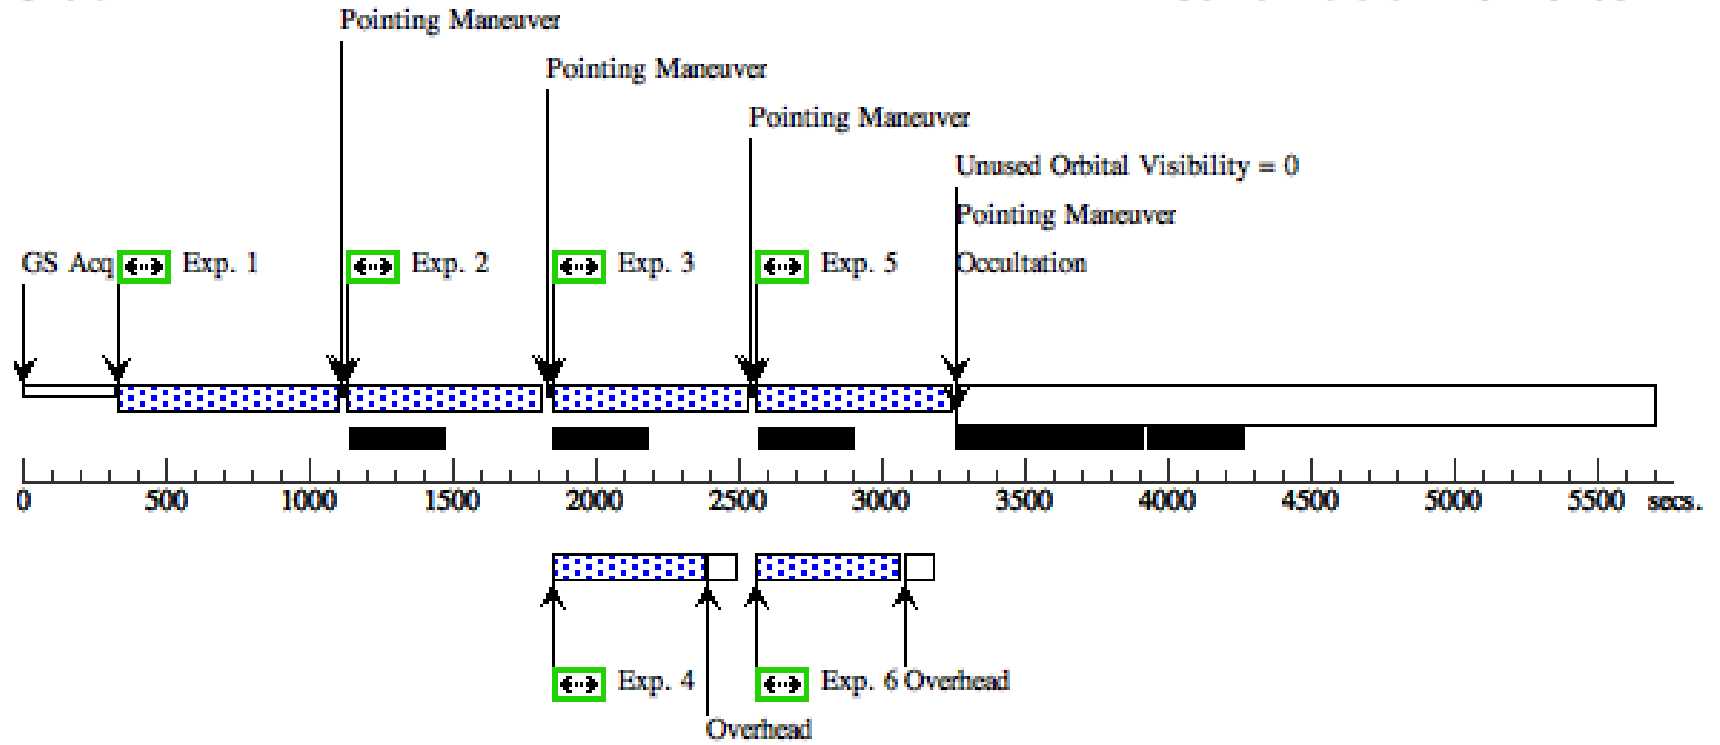 Pointing Maneuver
Pointing Maneuver
Pointing Maneuver
Unused Orbital Visibility = 0
Pointing Maneuver
GS Acq Exp. 1 Exp. 2 Exp. 3 Exp. 5 Occultation
0 500 1000 1500 2000 2500 3000 3500 4000 4500 5000 5500 secs.
Exp. 4 Exp. 6 Overhead
Overhead